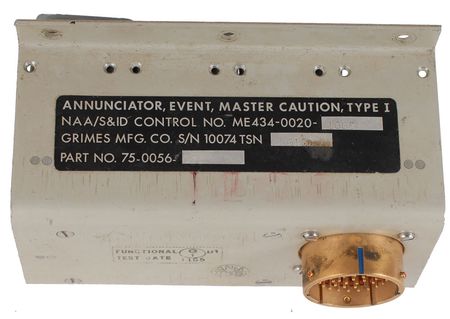 ANNUNCIATOR, EVENT, MASTER CAUTION, TYPE I
NAA/S&ID CONTROL NO. ME434-0020-
GRIMES MFG. CO. S/N 10074 TSN
PART NO. 75-0056-
FUNCTIONAL
TEST DATE